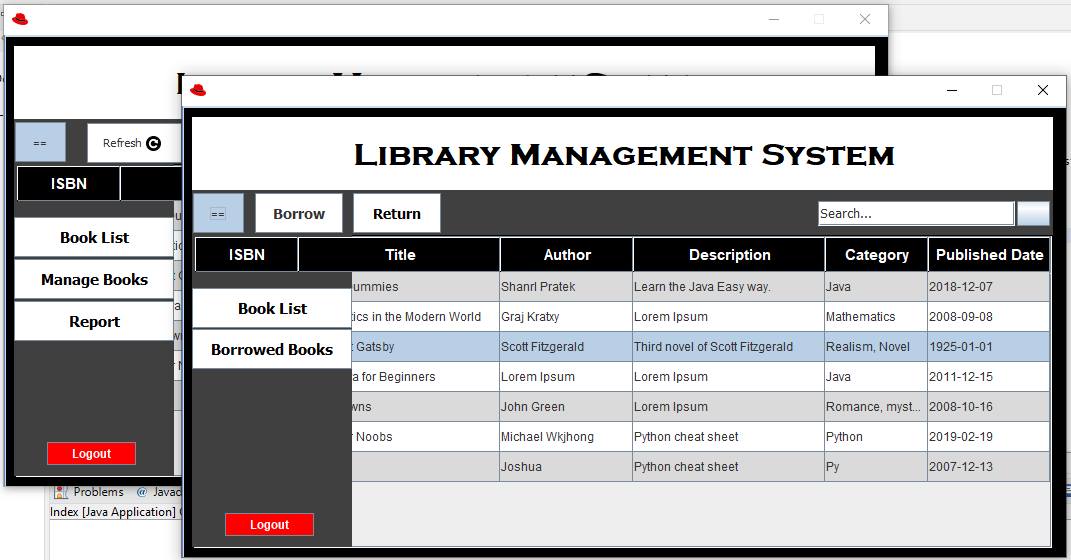 ==
Refresh
ISBN
Book List
Manage Books
Report
Logout
Problems @
Index [Java Application]
LIBRARY MANAGEMENT SYSTEM
==
Borrow
Return
Search...
ISBN Title Author Description Category Published Date
ummies Shanrl Pratek Learn the Java Easy way. Java 2018-12-07
tics in the Modern World Graj Kratxy Lorem Ipsum Mathematics 2008-09-08
Gatsby Scott Fitzgerald Third novel of Scott Fitzgerald Realism, Novel 1925-01-01
a for Beginners Lorem Ipsum Lorem Ipsum Java 2011-12-15
wns John Green Lorem Ipsum Romance, myst... 2008-10-16
Noobs Michael Wkjhong Python cheat sheet Python 2019-02-19
Joshua Python cheat sheet Py 2007-12-13
Book List
Borrowed Books
Logout